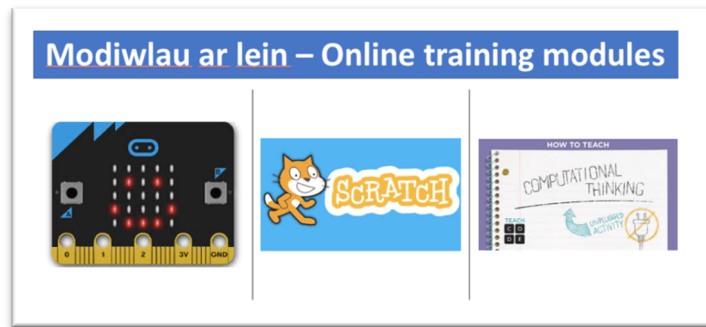 Modiwlau ar lein – Online training modules
B
A
0 1 2 3V GND
SCRATCH
HOW TO TEACH
COMPUTATIONAL
THINKING
UNPLUGGED
ACTIVITY
TEACH
C O
D E